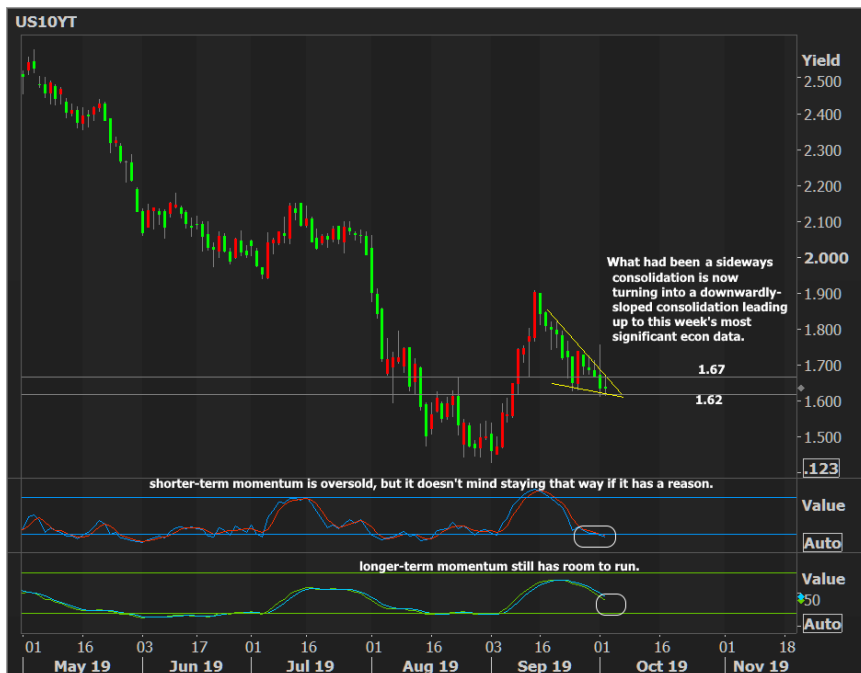 US10YT
Yield
2.500
2.400
2.300
2.200
2.100
2.000
1.900
1.800
1.700
1.600
1.500
.123
What had been a sideways
consolidation is now
turning into a downwardly-
sloped consolidation leading
up to this week's most
significant econ data.
1.67
1.62
shorter-term momentum is oversold, but it doesn't mind staying that way if it has a reason.
Value
Auto
longer-term momentum still has room to run.
Value
50
Auto
01 16 03 17 01 16 01 16 03 16 01 16 01 18
May 19 Jun 19 Jul 19 Aug 19 Sep 19 Oct 19 Nov 19